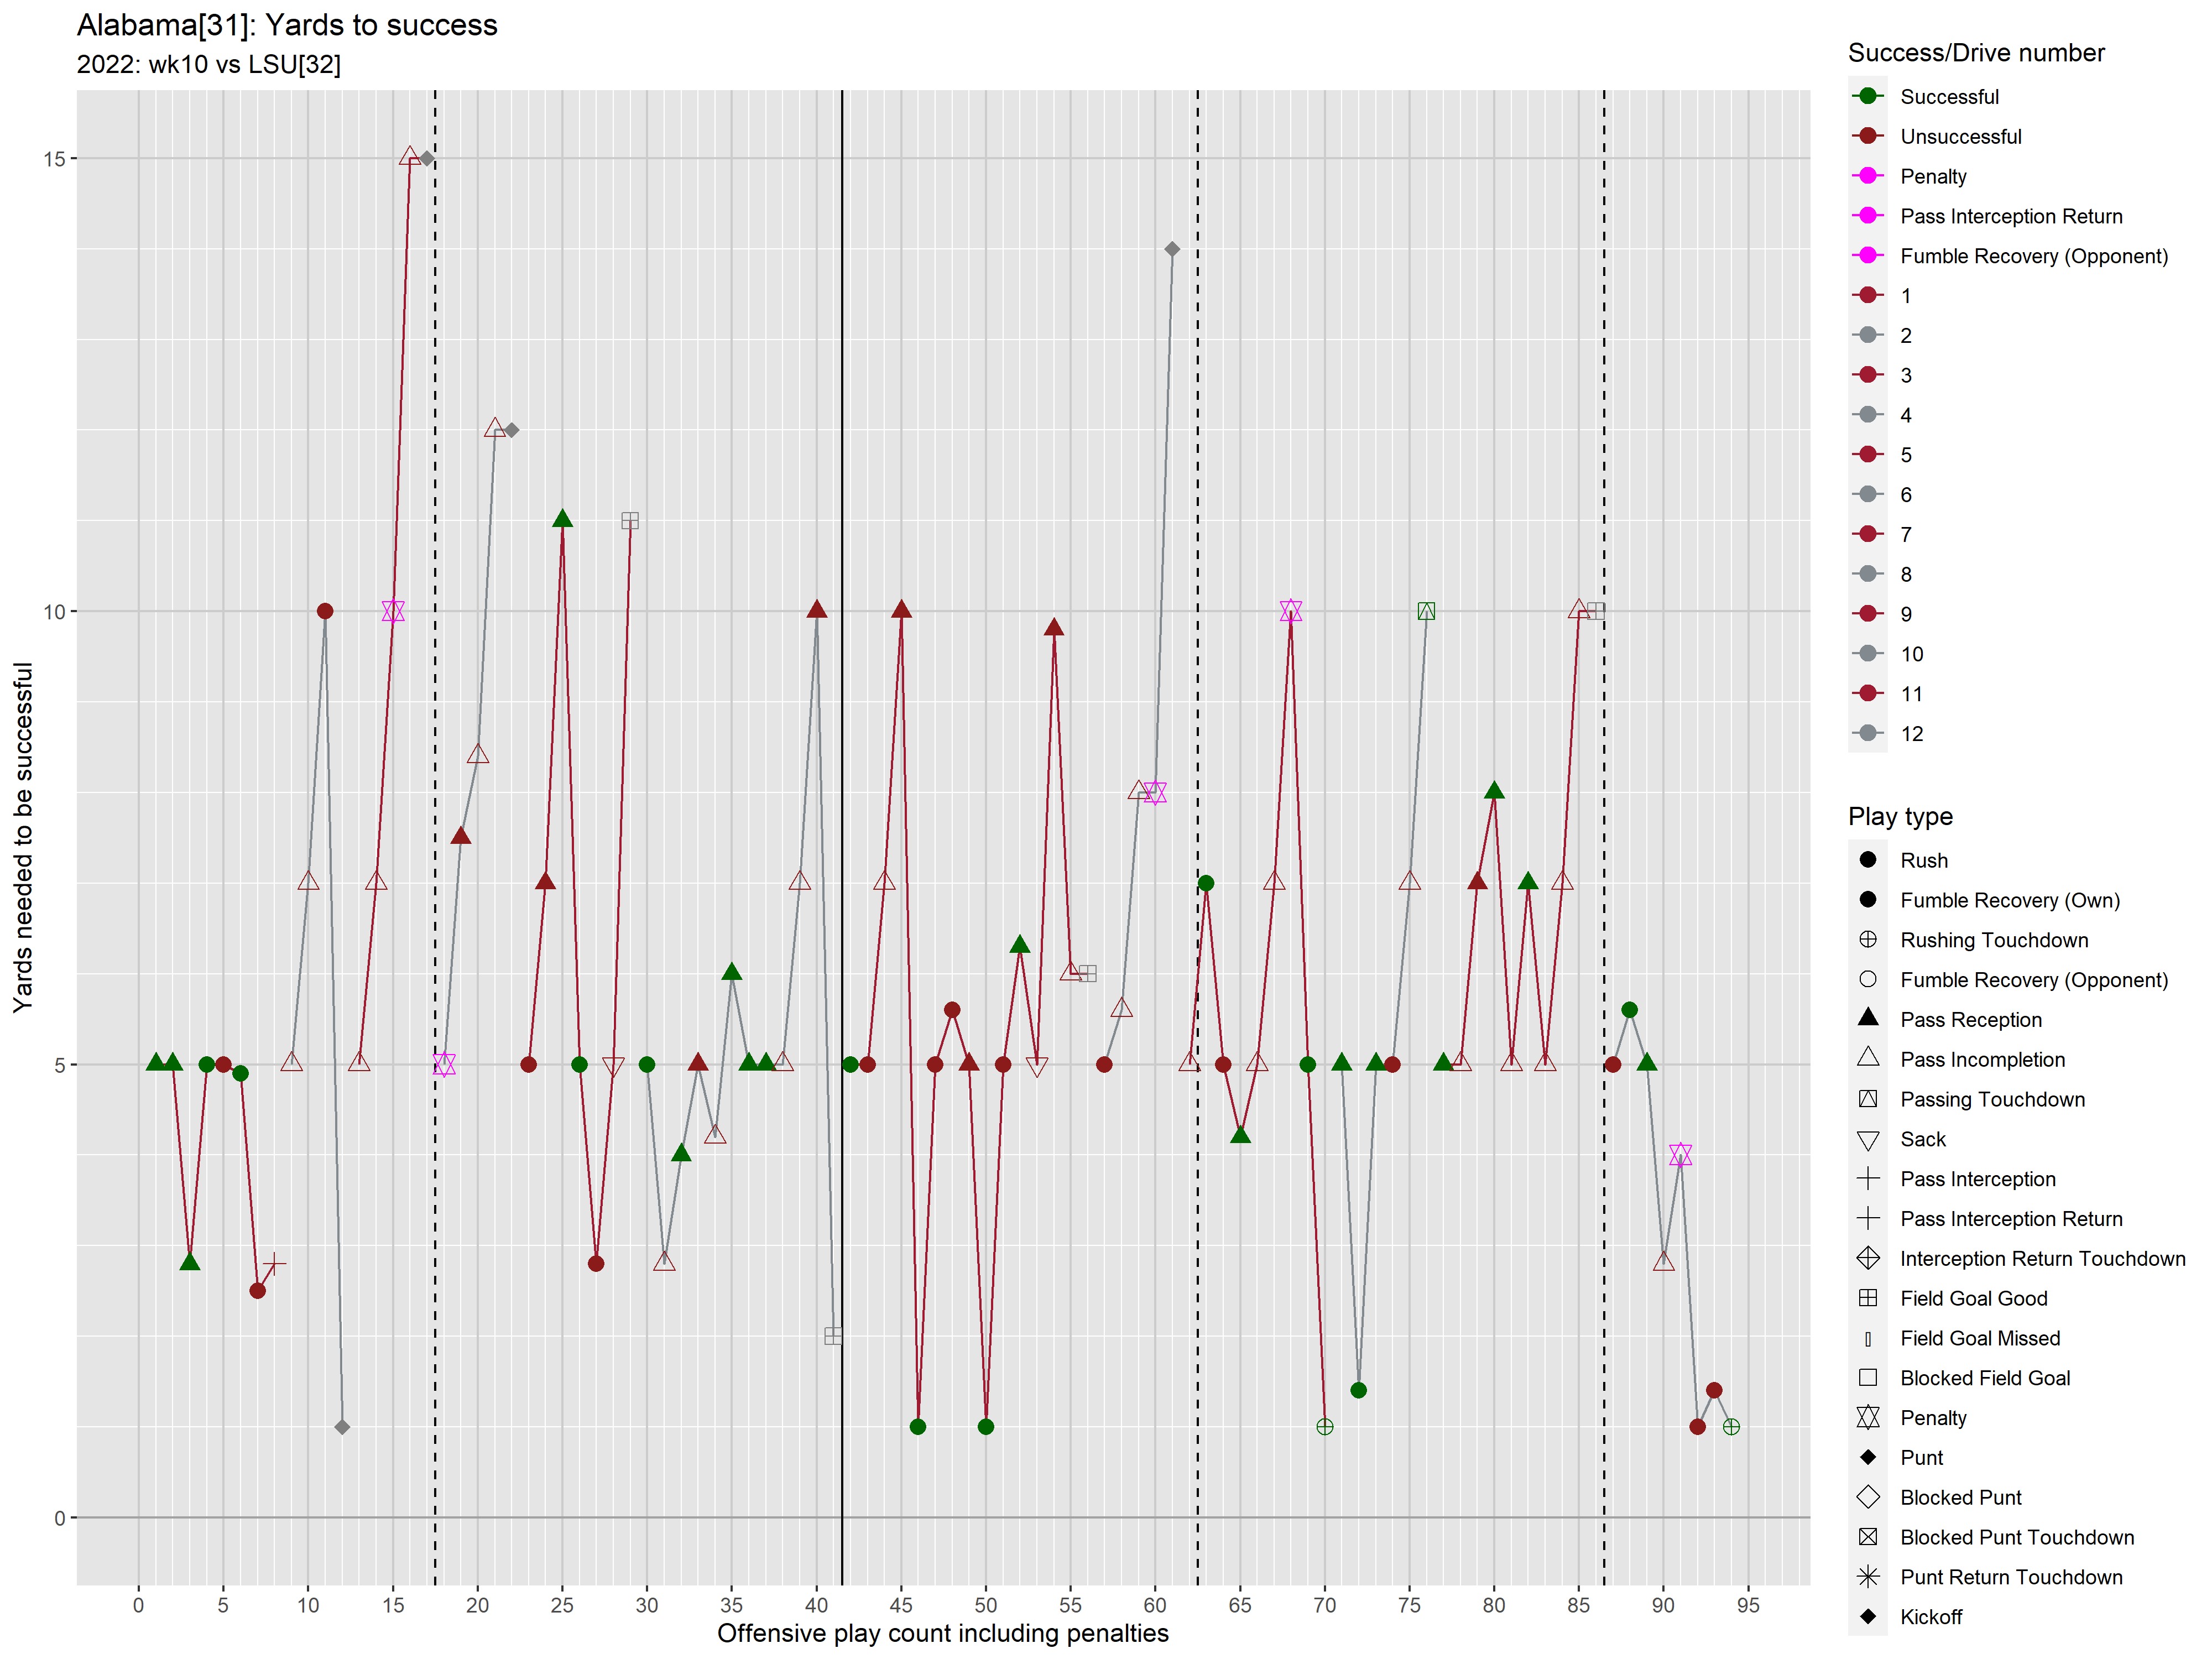 Alabama[31]: Yards to success
2022: wk10 vs LSU[32]
Yards needed to be successful
15
10
5
0
0 5 10 15 20 25 30 35 40 45 50 55 60 65 70 75 80 85 90 95
Offensive play count including penalties
Success/Drive number
Successful
Unsuccessful
Penalty
Pass Interception Return
Fumble Recovery (Opponent)
1
2
3
4
5
6
7
8
9
10
11
12
Play type
Rush
Fumble Recovery (Own)
Rushing Touchdown
Fumble Recovery (Opponent)
Pass Reception
Pass Incompletion
Passing Touchdown
Sack
Pass Interception
Pass Interception Return
Interception Return Touchdown
Field Goal Good
Field Goal Missed
Blocked Field Goal
Penalty
Punt
Blocked Punt
Blocked Punt Touchdown
Punt Return Touchdown
Kickoff